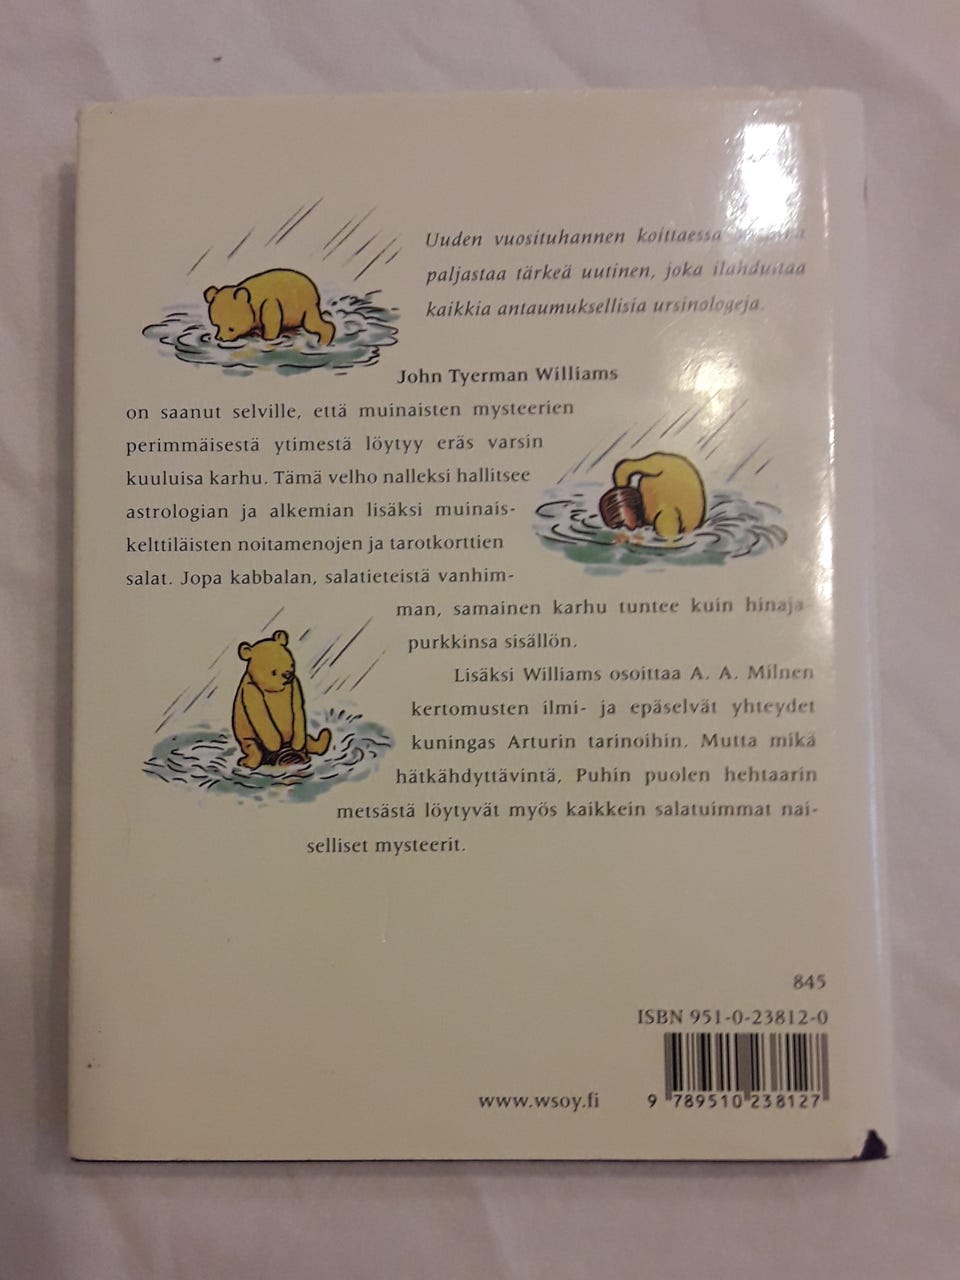 Uuden vuosituhannen koittaessa
paljastaa tärkeä uutinen, joka ilahduttaa
kaikkia antaumuksellisia ursinologeja.
John Tyerman Williams
on saanut selville, että muinaisten mysteerien
perimmäisestä ytimestä löytyy eräs varsin
kuuluisa karhu. Tämä velho nalleksi hallitsee
astrologian ja alkemian lisäksi muinais-
kelttiläisten noitamenojen ja tarotkorttien
salat. Jopa kabbalan, salatieteistä vanhim-
man, samainen karhu tuntee kuin hinaja-
purkkinsa sisällön.
Lisäksi Williams osoittaa A. A. Milnen
kertomusten ilmi- ja epäselvät yhteydet
kuningas Arturin tarinoihin. Mutta mikä
hätkähdyttävintä, Puhin puolen hehtaarin
metsästä löytyvät myös kaikkein salatuimmat nai-
selliset mysteerit.
845
ISBN 951-0-23812-0
www.wsoy.fi
9 789510 238127